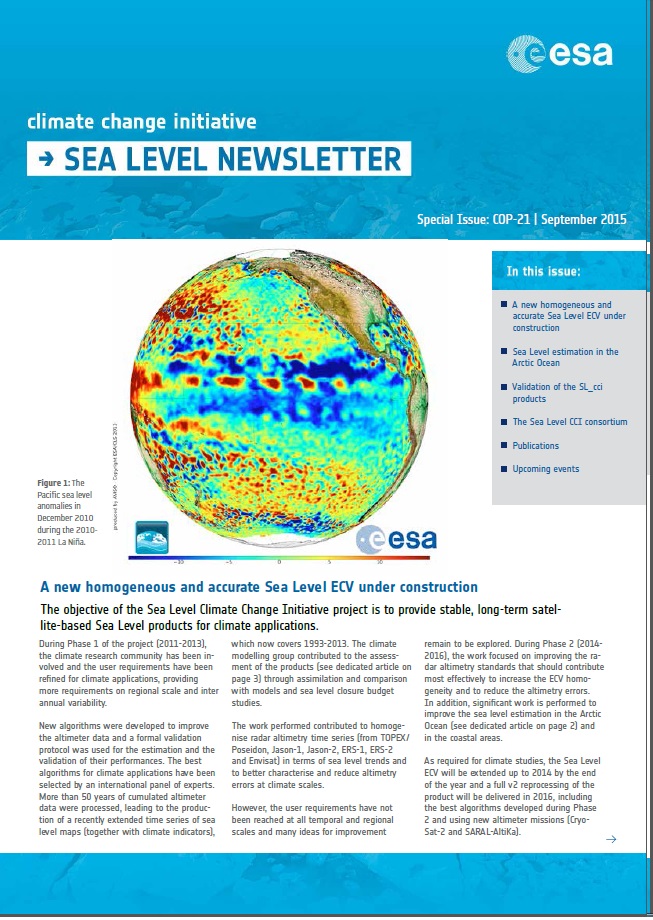 esa
climate change initiative
→ SEA LEVEL NEWSLETTER
Special Issue: COP-21 | September 2015
In this issue:
A new homogeneous and
accurate Sea Level ECV under
construction
Sea Level estimation in the
Arctic Ocean
Validation of the SL_cci
products
The Sea Level CCI consortium
Publications
Upcoming events
produced by AVISO Copyright ESA/CLS 2013
Figure 1: The
Pacific sea level
anomalies in
December 2010
during the 2010-
2011 La Niña.
esa
-10 -5 0 5 10
A new homogeneous and accurate Sea Level ECV under construction
The objective of the Sea Level Climate Change Initiative project is to provide stable, long-term satel-
lite-based Sea Level products for climate applications.
During Phase 1 of the project (2011-2013),
the climate research community has been in-
volved and the user requirements have been
refined for climate applications, providing
more requirements on regional scale and inter
annual variability.
New algorithms were developed to improve
the altimeter data and a formal validation
protocol was used for the estimation and the
validation of their performances. The best
algorithms for climate applications have been
selected by an international panel of experts.
More than 50 years of cumulated altimeter
data were processed, leading to the produc-
tion of a recently extended time series of sea
level maps (together with climate indicators),
which now covers 1993-2013. The climate
modelling group contributed to the assess-
ment of the products (see dedicated article on
page 3) through assimilation and comparison
with models and sea level closure budget
studies.
The work performed contributed to homoge-
nise radar altimetry time series (from TOPEX/
Poseidon, Jason-1, Jason-2, ERS-1, ERS-2
and Envisat) in terms of sea level trends and
to better characterise and reduce altimetry
errors at climate scales.
However, the user requirements have not
been reached at all temporal and regional
scales and many ideas for improvement
remain to be explored. During Phase 2 (2014-
2016), the work focused on improving the ra-
dar altimetry standards that should contribute
most effectively to increase the ECV homo-
geneity and to reduce the altimetry errors.
In addition, significant work is performed to
improve the sea level estimation in the Arctic
Ocean (see dedicated article on page 2) and
in the coastal areas.
As required for climate studies, the Sea Level
ECV will be extended up to 2014 by the end
of the year and a full v2 reprocessing of the
product will be delivered in 2016, including
the best algorithms developed during Phase
2 and using new altimeter missions (Cryo-
Sat-2 and SARAL-AltiKa).
→